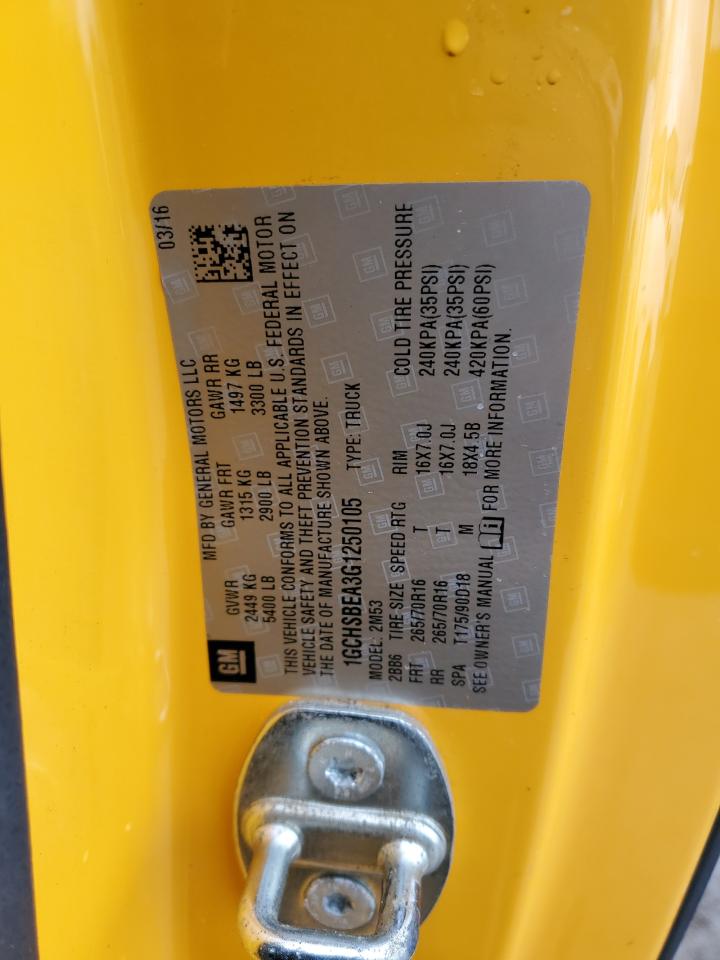 GM
MFD BY GENERAL MOTORS LLC 03/16
GVWR GAWR FRT GAWR RR
2449 KG 1315 KG 1497 KG
5400 LB 2900 LB 3300 LB
THIS VEHICLE CONFORMS TO ALL APPLICABLE U.S. FEDERAL MOTOR
VEHICLE SAFETY AND THEFT PREVENTION STANDARDS IN EFFECT ON
THE DATE OF MANUFACTURE SHOWN ABOVE.
1GCHSBEA3G1250105 TYPE: TRUCK
MODEL: 2M53
2BB6 TIRE SIZE SPEED RTG RIM COLD TIRE PRESSURE
FRT 265/70R16 T 16X7.0J 240KPA(35PSI)
RR 265/70R16 T 16X7.0J 240KPA(35PSI)
SPA T175/90D18 M 18X4.5B 420KPA(60PSI)
SEE OWNER'S MANUAL FOR MORE INFORMATION.